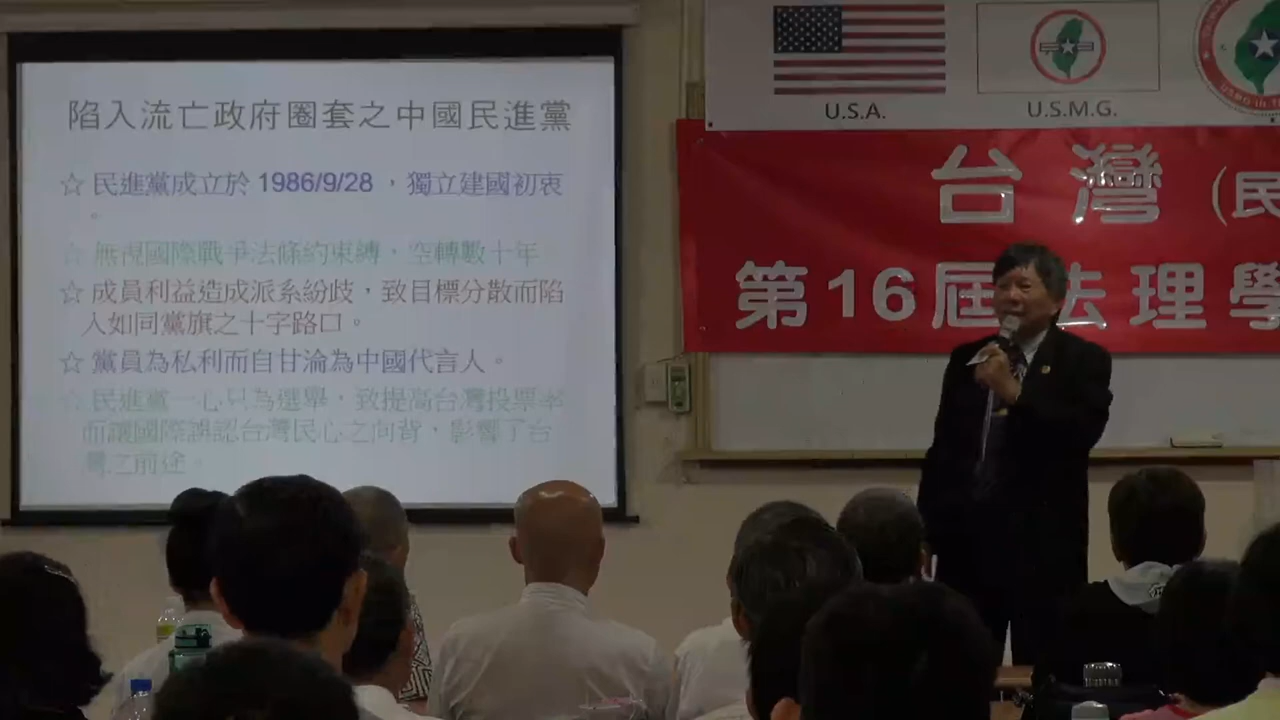 陷入流亡政府圈套之中國民進黨
☆ 民進黨成立於 1986/9/28 ，獨立建國初衷
。
☆ 無視國際戰爭法條約束縛，空轉數十年。
☆ 成員利益造成派系紛歧，致目標分散而陷
入如同黨旗之十字路口。
☆ 黨員為私利而自甘淪為中國代言人。
☆ 民進黨一心只為選舉，致提高台灣投票率
而讓國際誤認台灣民心之向背，影響了台
灣之前途。
U.S.A.
U.S.M.G.
台灣（民
第16屆法理學